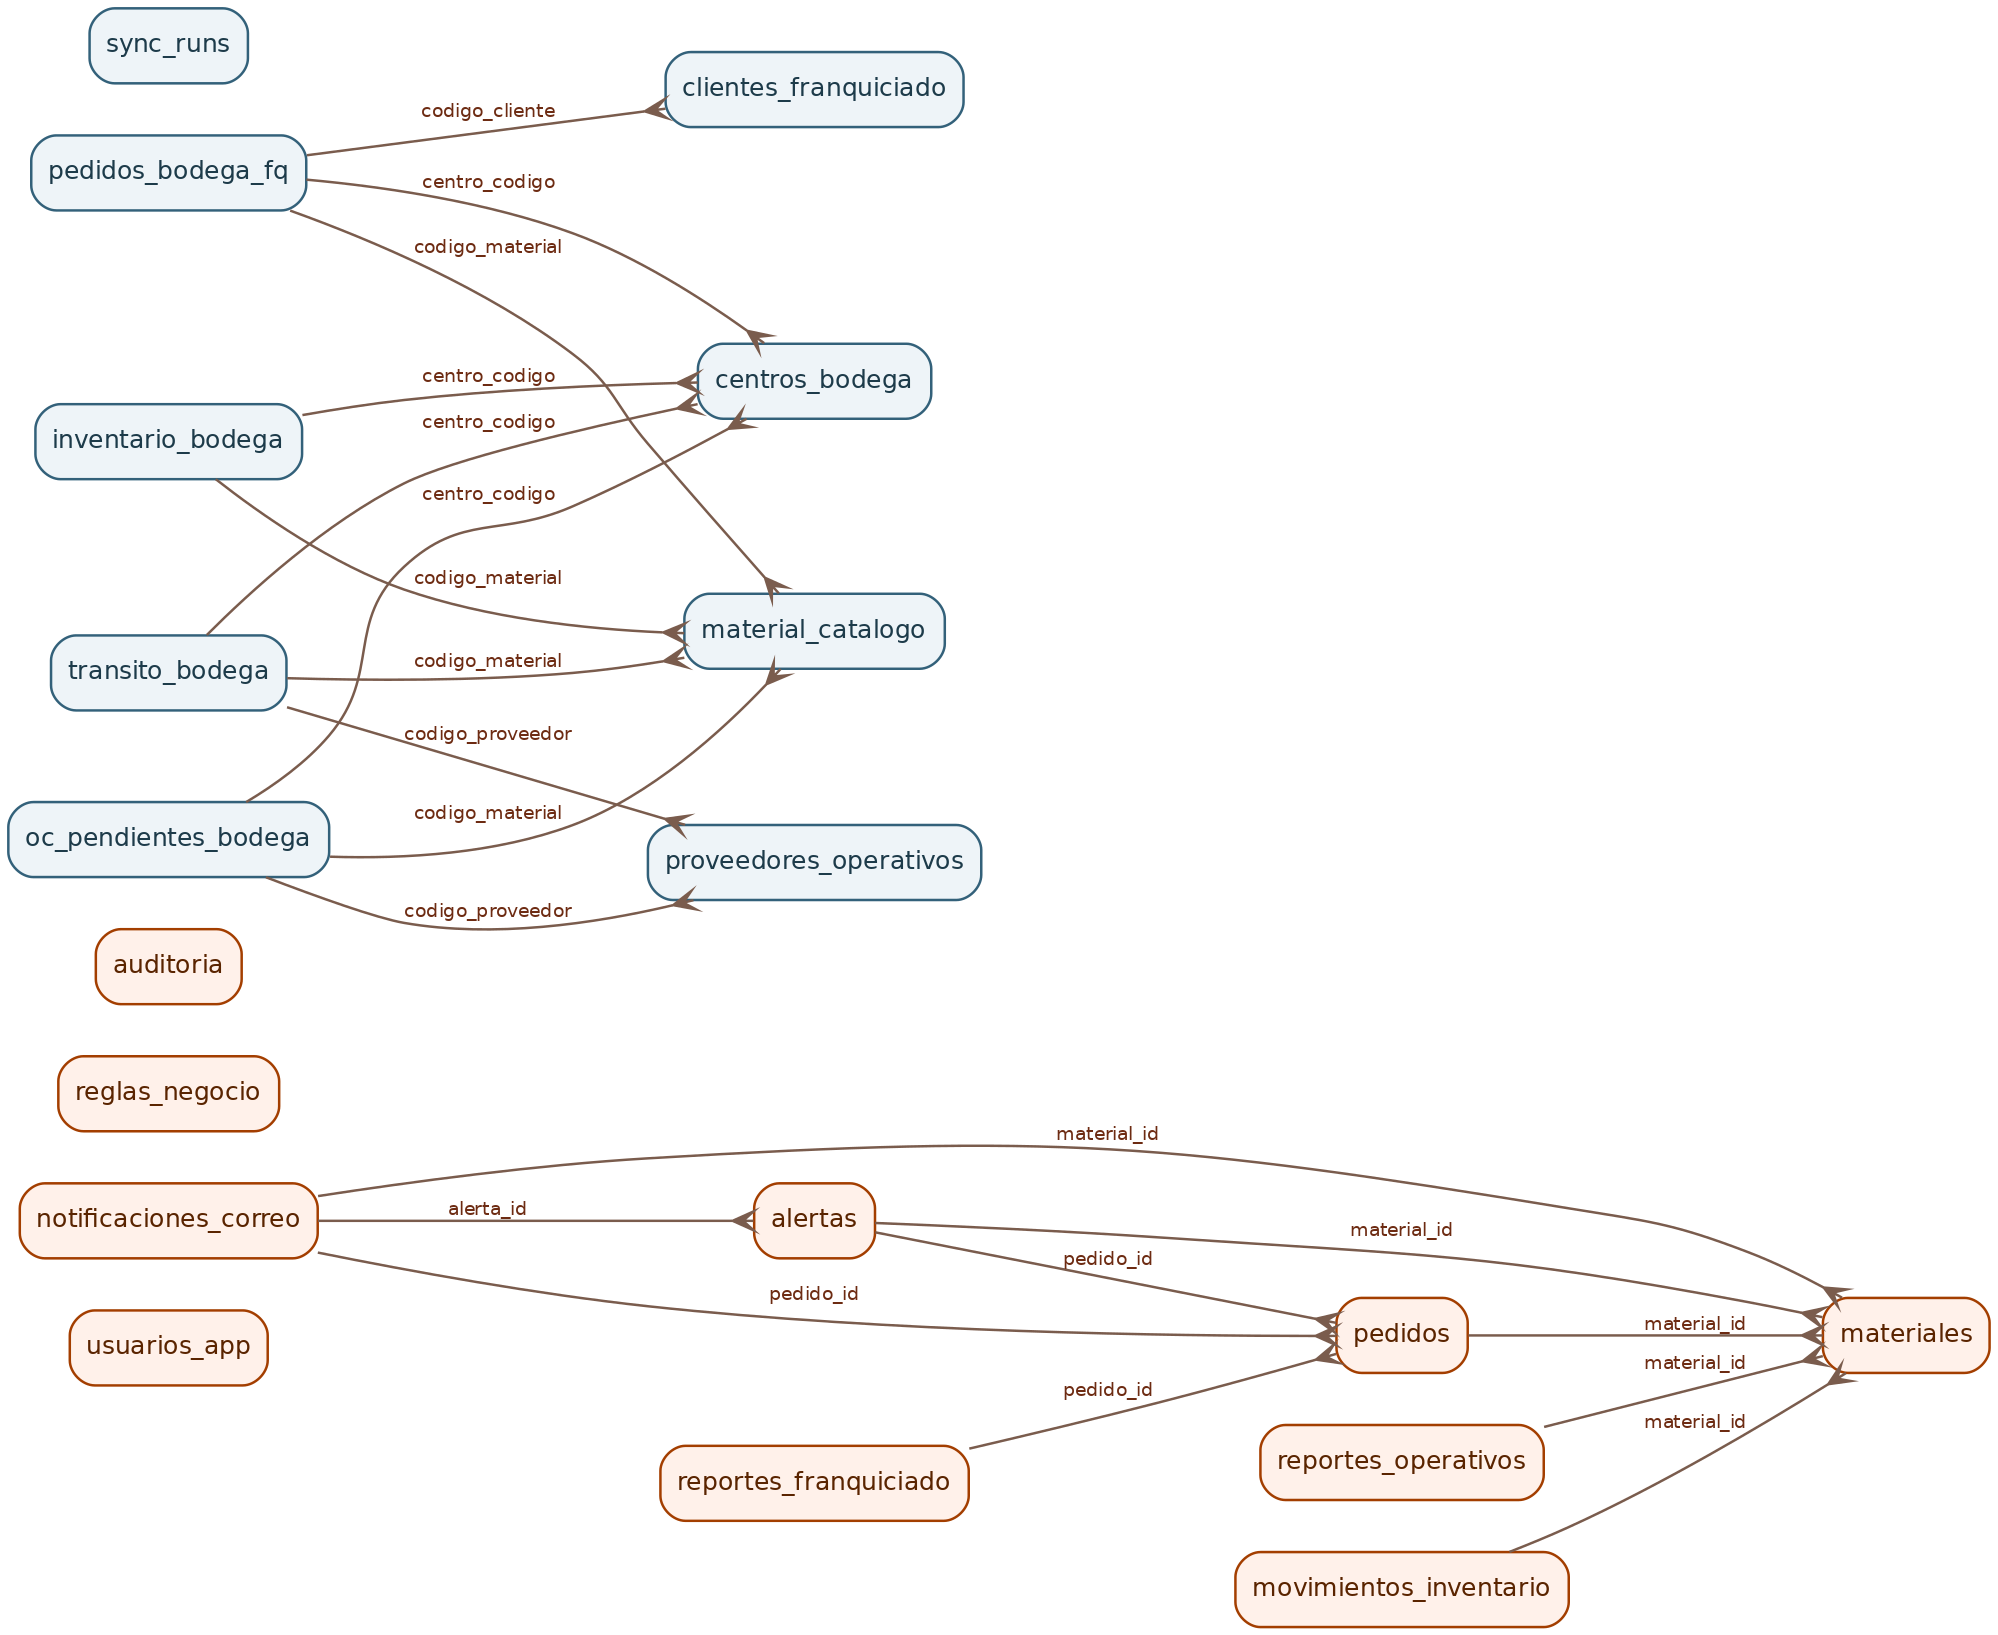 sync_runs
clientes_franquiciado
codigo_cliente
pedidos_bodega_fq
centro_codigo
codigo_material
centro_codigo
centros_bodega
centro_codigo
inventario_bodega
centro_codigo
codigo_material
material_catalogo
codigo_material
transito_bodega
codigo_proveedor
codigo_material
oc_pendientes_bodega
proveedores_operativos
codigo_proveedor
auditoria
reglas_negocio
material_id
notificaciones_correo
alerta_id
alertas
material_id
pedido_id
pedido_id
usuarios_app
pedidos
material_id
materiales
material_id
pedido_id
material_id
reportes_operativos
reportes_franquiciado
movimientos_inventario